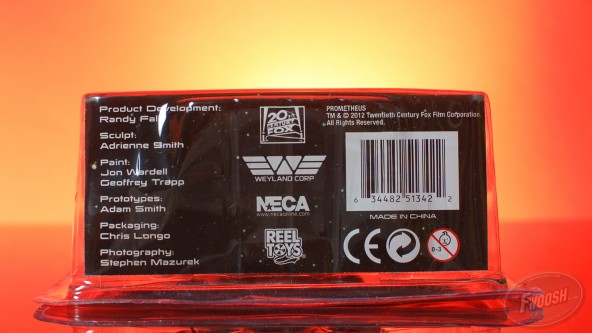 Product Development:
Randy Falk
Sculpt:
Adrienne Smith
Paint:
Jon Wardell
Geoffrey Trapp
Prototypes:
Adam Smith
Packaging:
Chris Longo
Photography:
Stephen Mazurek
20th
CENTURY
FOX
WEYLAND CORP
NECA
www.necaonline.com
REEL
TOYS
PROMETHEUS
TM & © 2012 Twentieth Century Fox Film Corporation.
All Rights Reserved.
6 34482 51342 2
MADE IN CHINA
CE
0-3
FWOOSH